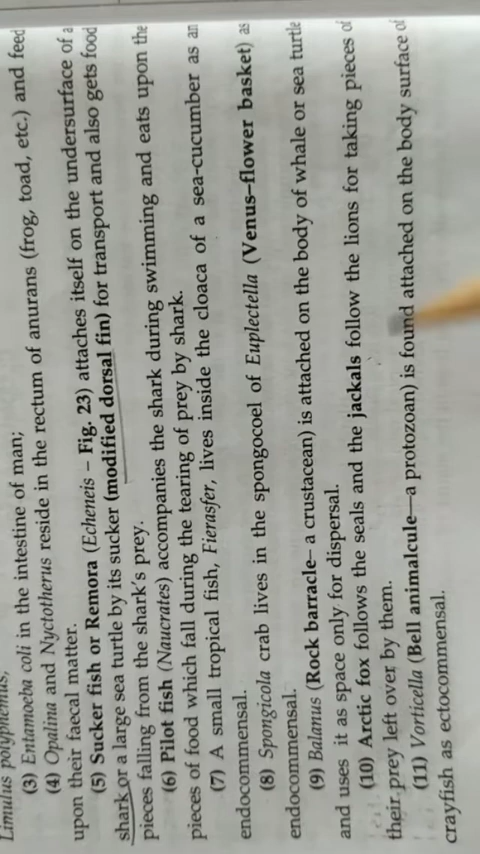 Limulus polyphemus;
(3) Entamoeba coli in the intestine of man;
(4) Opalina and Nyctotherus reside in the rectum of anurans (frog, toad, etc.) and feed
upon their faecal matter.
(5) Sucker fish or Remora (Echeneis – Fig. 23) attaches itself on the undersurface of a
shark or a large sea turtle by its sucker (modified dorsal fin) for transport and also gets food
pieces falling from the shark's prey.
(6) Pilot fish (Naucrates) accompanies the shark during swimming and eats upon the
pieces of food which fall during the tearing of prey by shark.
(7) A small tropical fish, Fierasfer, lives inside the cloaca of a sea-cucumber as an
endocommensal.
(8) Spongicola crab lives in the spongocoel of Euplectella (Venus–flower basket) as
endocommensal.
(9) Balamus (Rock barracle– a crustacean) is attached on the body of whale or sea turtle
and uses it as space only for dispersal.
(10) Arctic fox follows the seals and the jackals follow the lions for taking pieces of
their prey left over by them.
(11) Vorticella (Bell animalcule—a protozoan) is found attached on the body surface of
crayfish as ectocommensal.